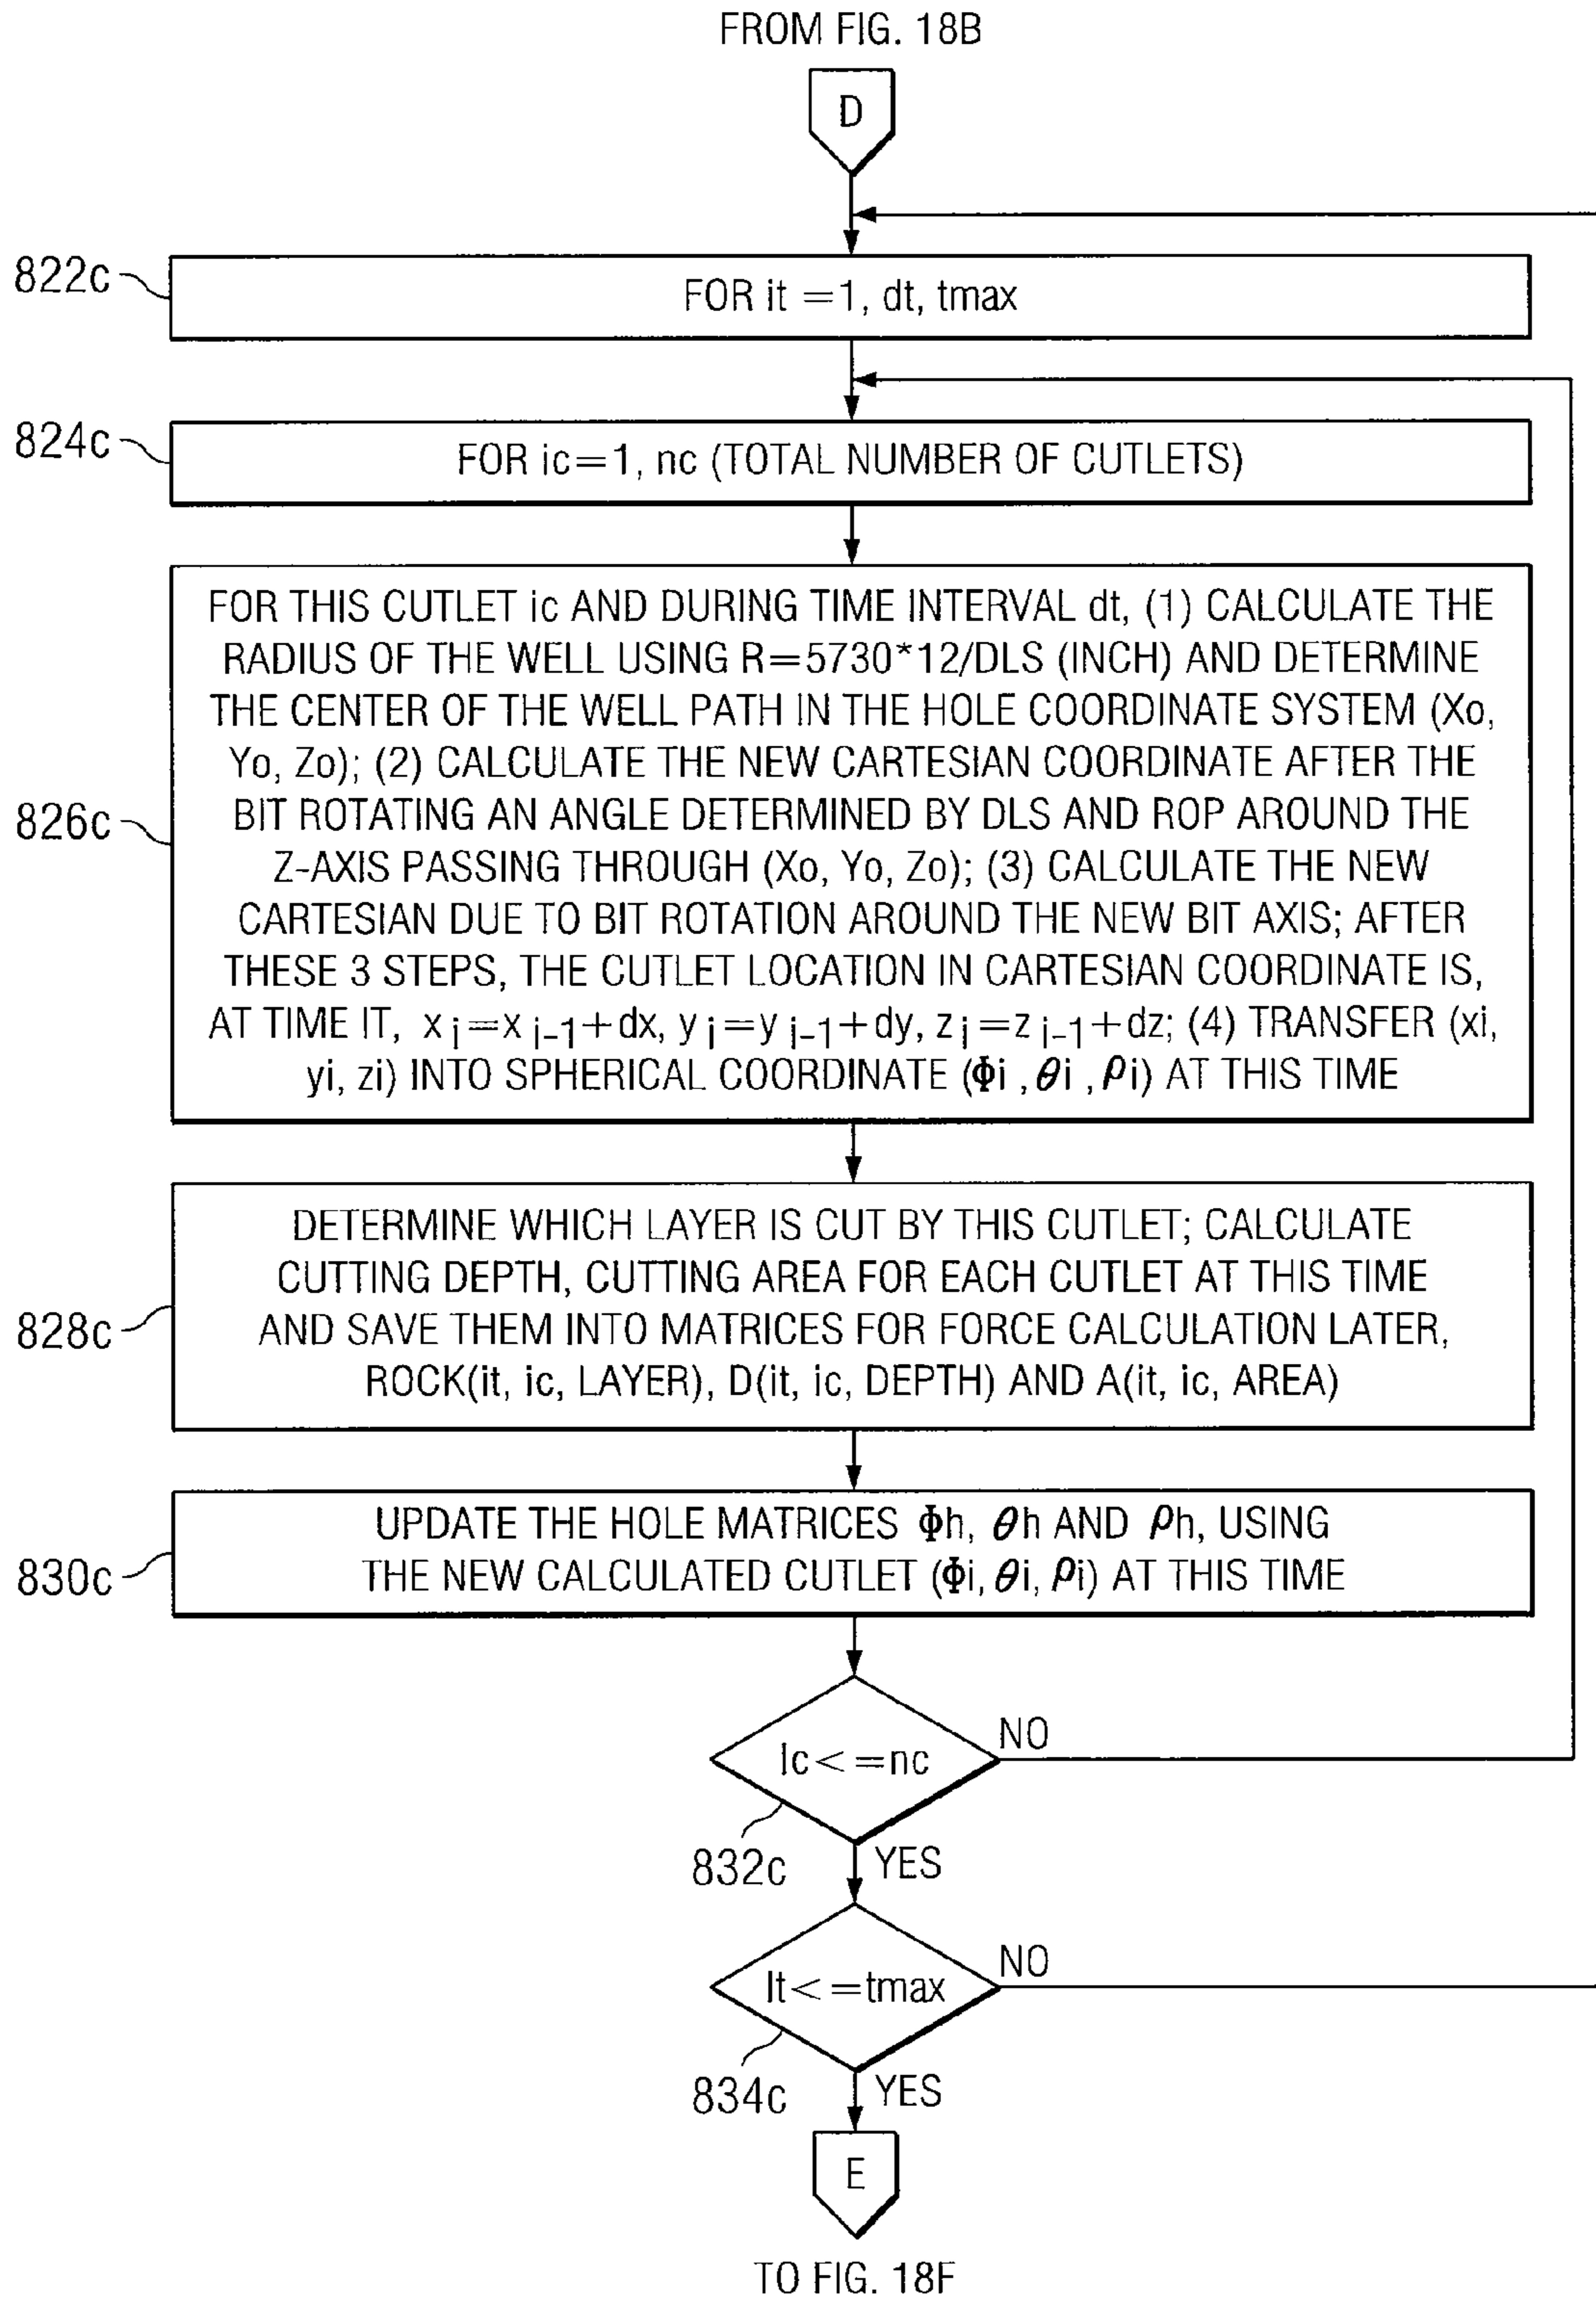 FROM FIG. 18B
D
822c
FOR it =1, dt, tmax
824c
FOR ic=1, nc (TOTAL NUMBER OF CUTLETS)
826c
FOR THIS CUTLET ic AND DURING TIME INTERVAL dt, (1) CALCULATE THE
RADIUS OF THE WELL USING R=5730*12/DLS (INCH) AND DETERMINE
THE CENTER OF THE WELL PATH IN THE HOLE COORDINATE SYSTEM (Xo,
Yo, Zo); (2) CALCULATE THE NEW CARTESIAN COORDINATE AFTER THE
BIT ROTATING AN ANGLE DETERMINED BY DLS AND ROP AROUND THE
Z-AXIS PASSING THROUGH (Xo, Yo, Zo); (3) CALCULATE THE NEW
CARTESIAN DUE TO BIT ROTATION AROUND THE NEW BIT AXIS; AFTER
THESE 3 STEPS, THE CUTLET LOCATION IN CARTESIAN COORDINATE IS,
AT TIME IT, x i=x i–1+dx, y i=y i–1+dy, z i=z i–1+dz; (4) TRANSFER (xi,
yi, zi) INTO SPHERICAL COORDINATE (Φi , θi , ρi) AT THIS TIME
828c
DETERMINE WHICH LAYER IS CUT BY THIS CUTLET; CALCULATE
CUTTING DEPTH, CUTTING AREA FOR EACH CUTLET AT THIS TIME
AND SAVE THEM INTO MATRICES FOR FORCE CALCULATION LATER,
ROCK(it, ic, LAYER), D(it, ic, DEPTH) AND A(it, ic, AREA)
830c
UPDATE THE HOLE MATRICES Φh, θh AND ρh, USING
THE NEW CALCULATED CUTLET (Φi, θi, ρi) AT THIS TIME
Ic< =nc
NO
832c
YES
It< =tmax
NO
834c
YES
E
TO FIG. 18F